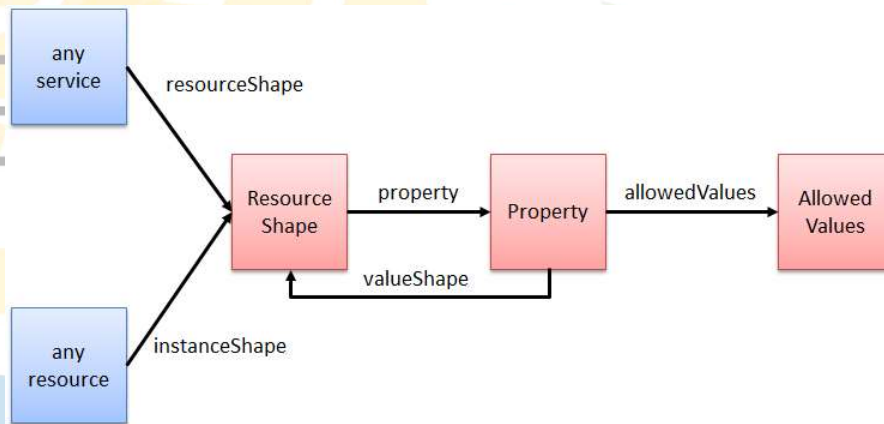 any
service
resourceShape
Resource
Shape
property
Property
allowedValues
Allowed
Values
valueShape
instanceShape
any
resource